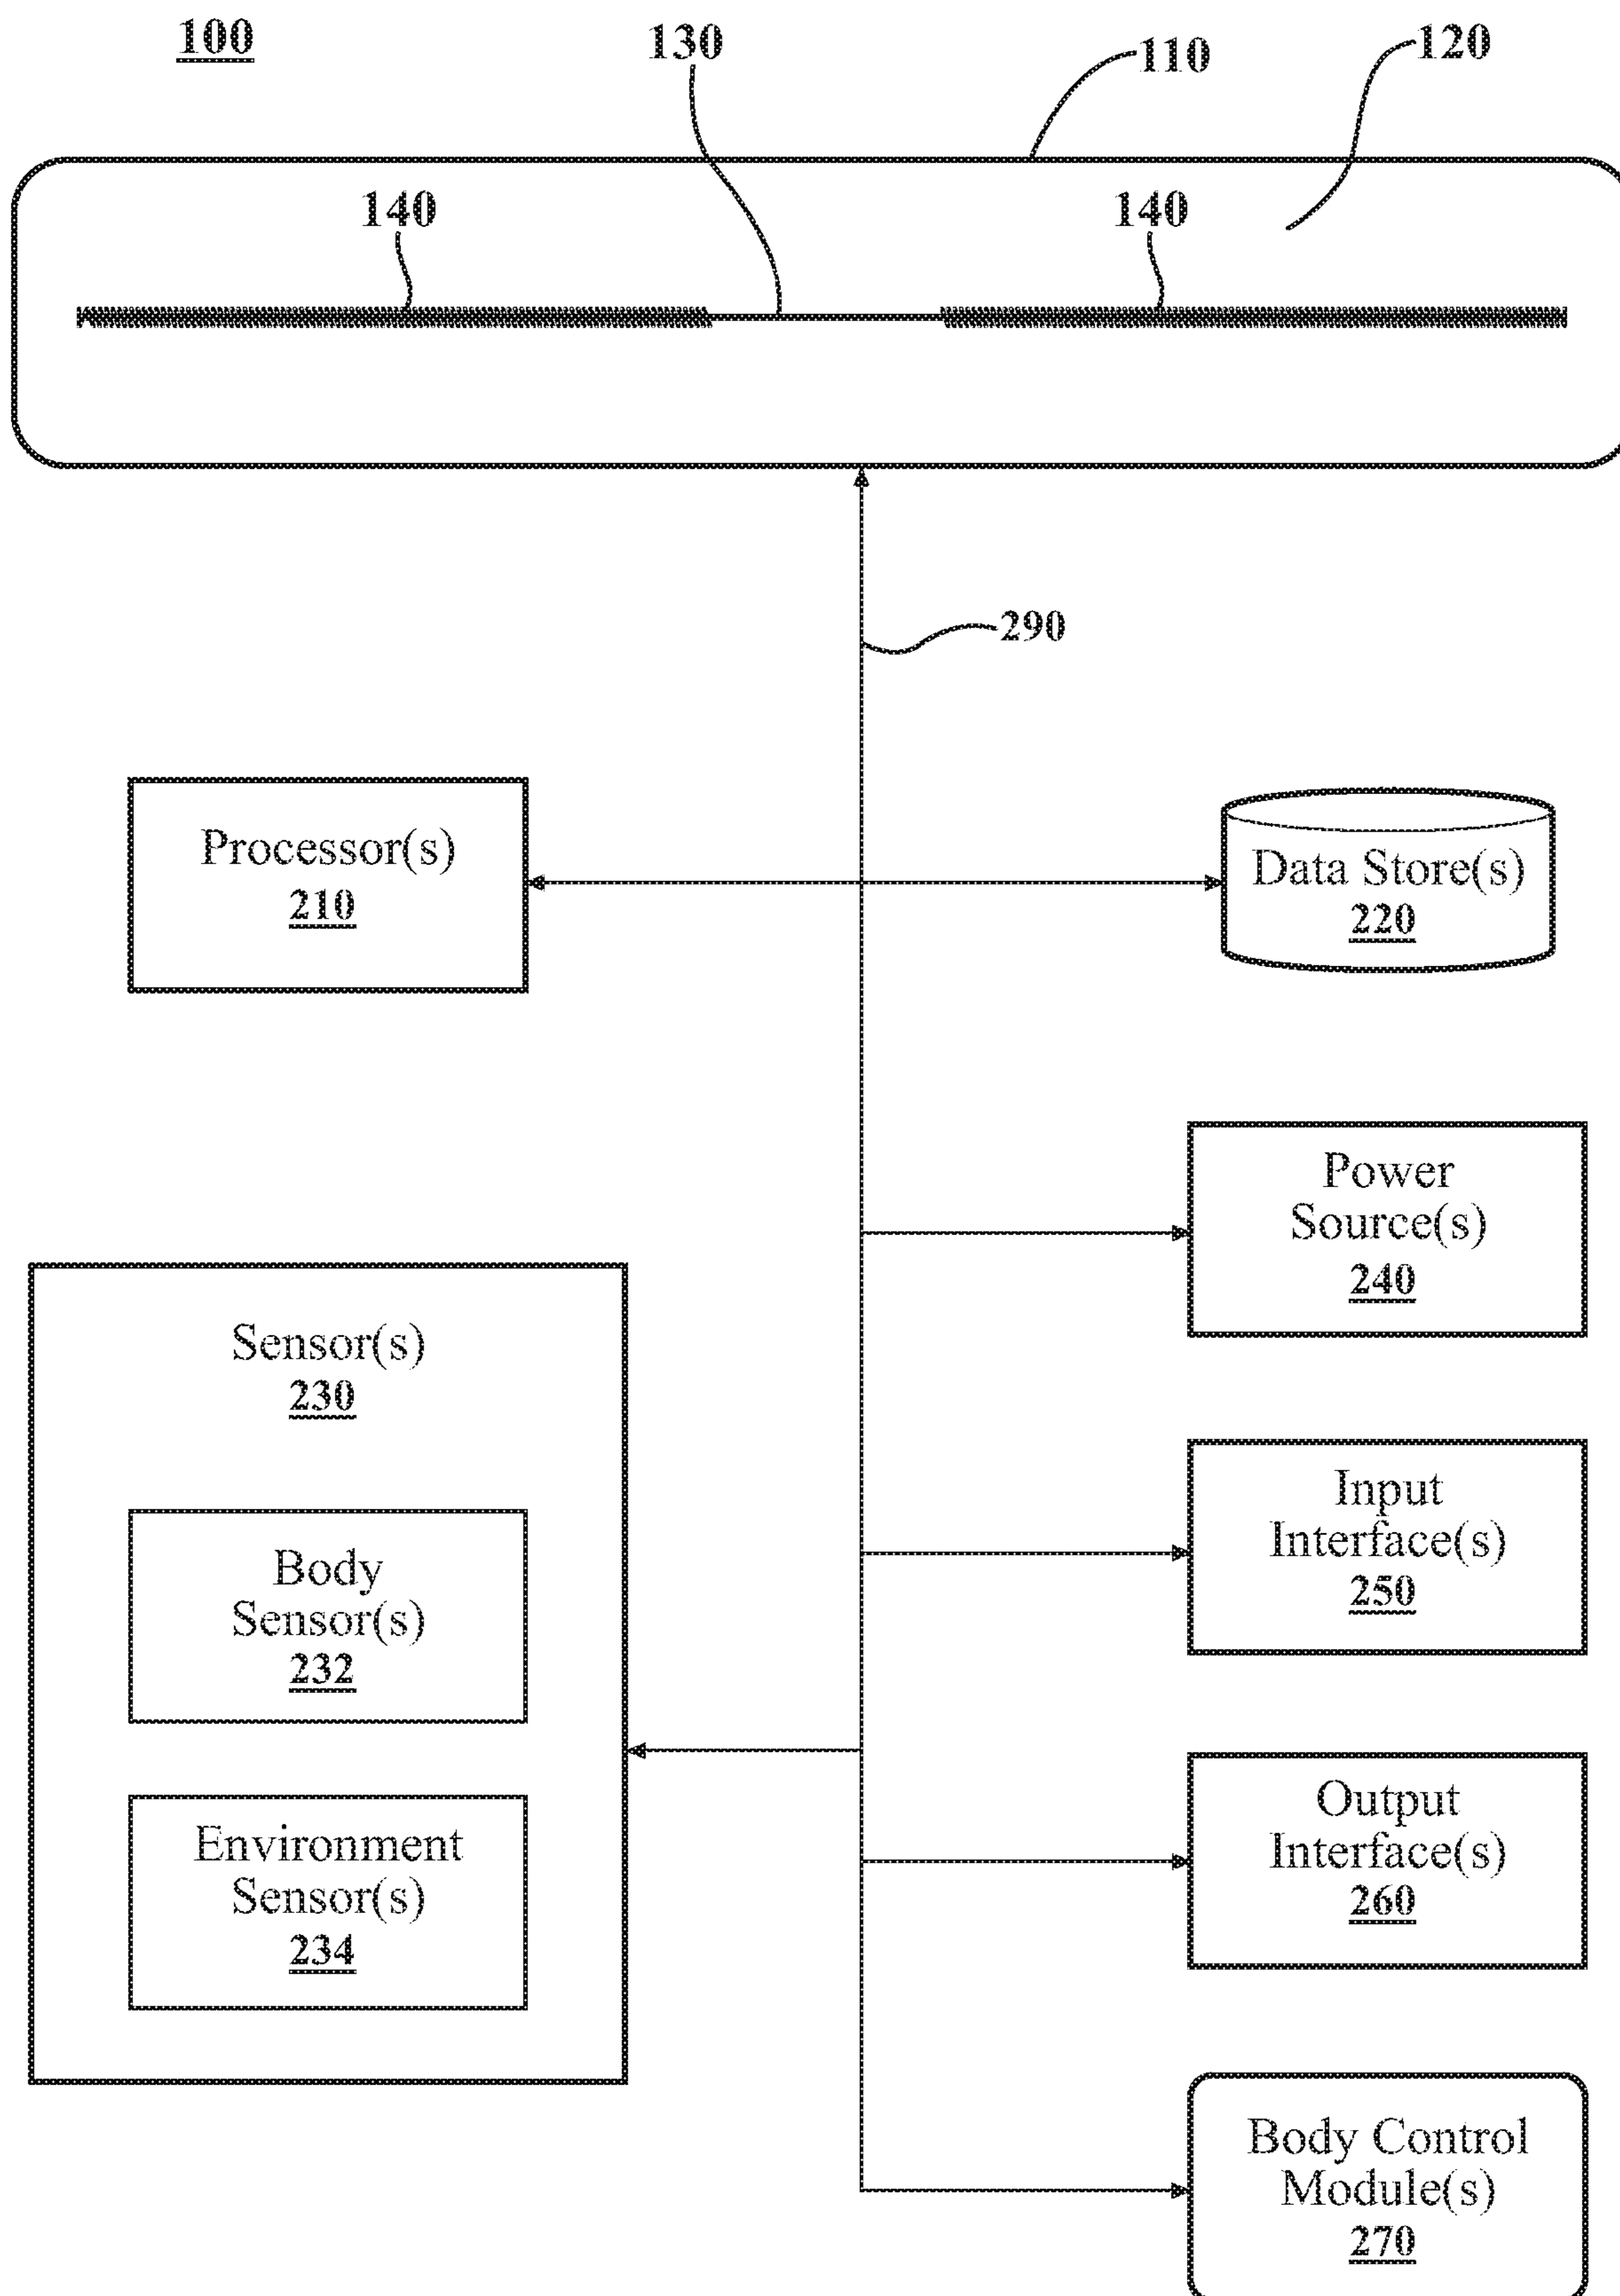 100
130
110
120
140
140
290
Processor(s)
210
Data Store(s)
220
Power
Source(s)
240
Sensor(s)
230
Input
Interface(s)
250
Body
Sensor(s)
232
Output
Interface(s)
260
Environment
Sensor(s)
234
Body Control
Module(s)
270